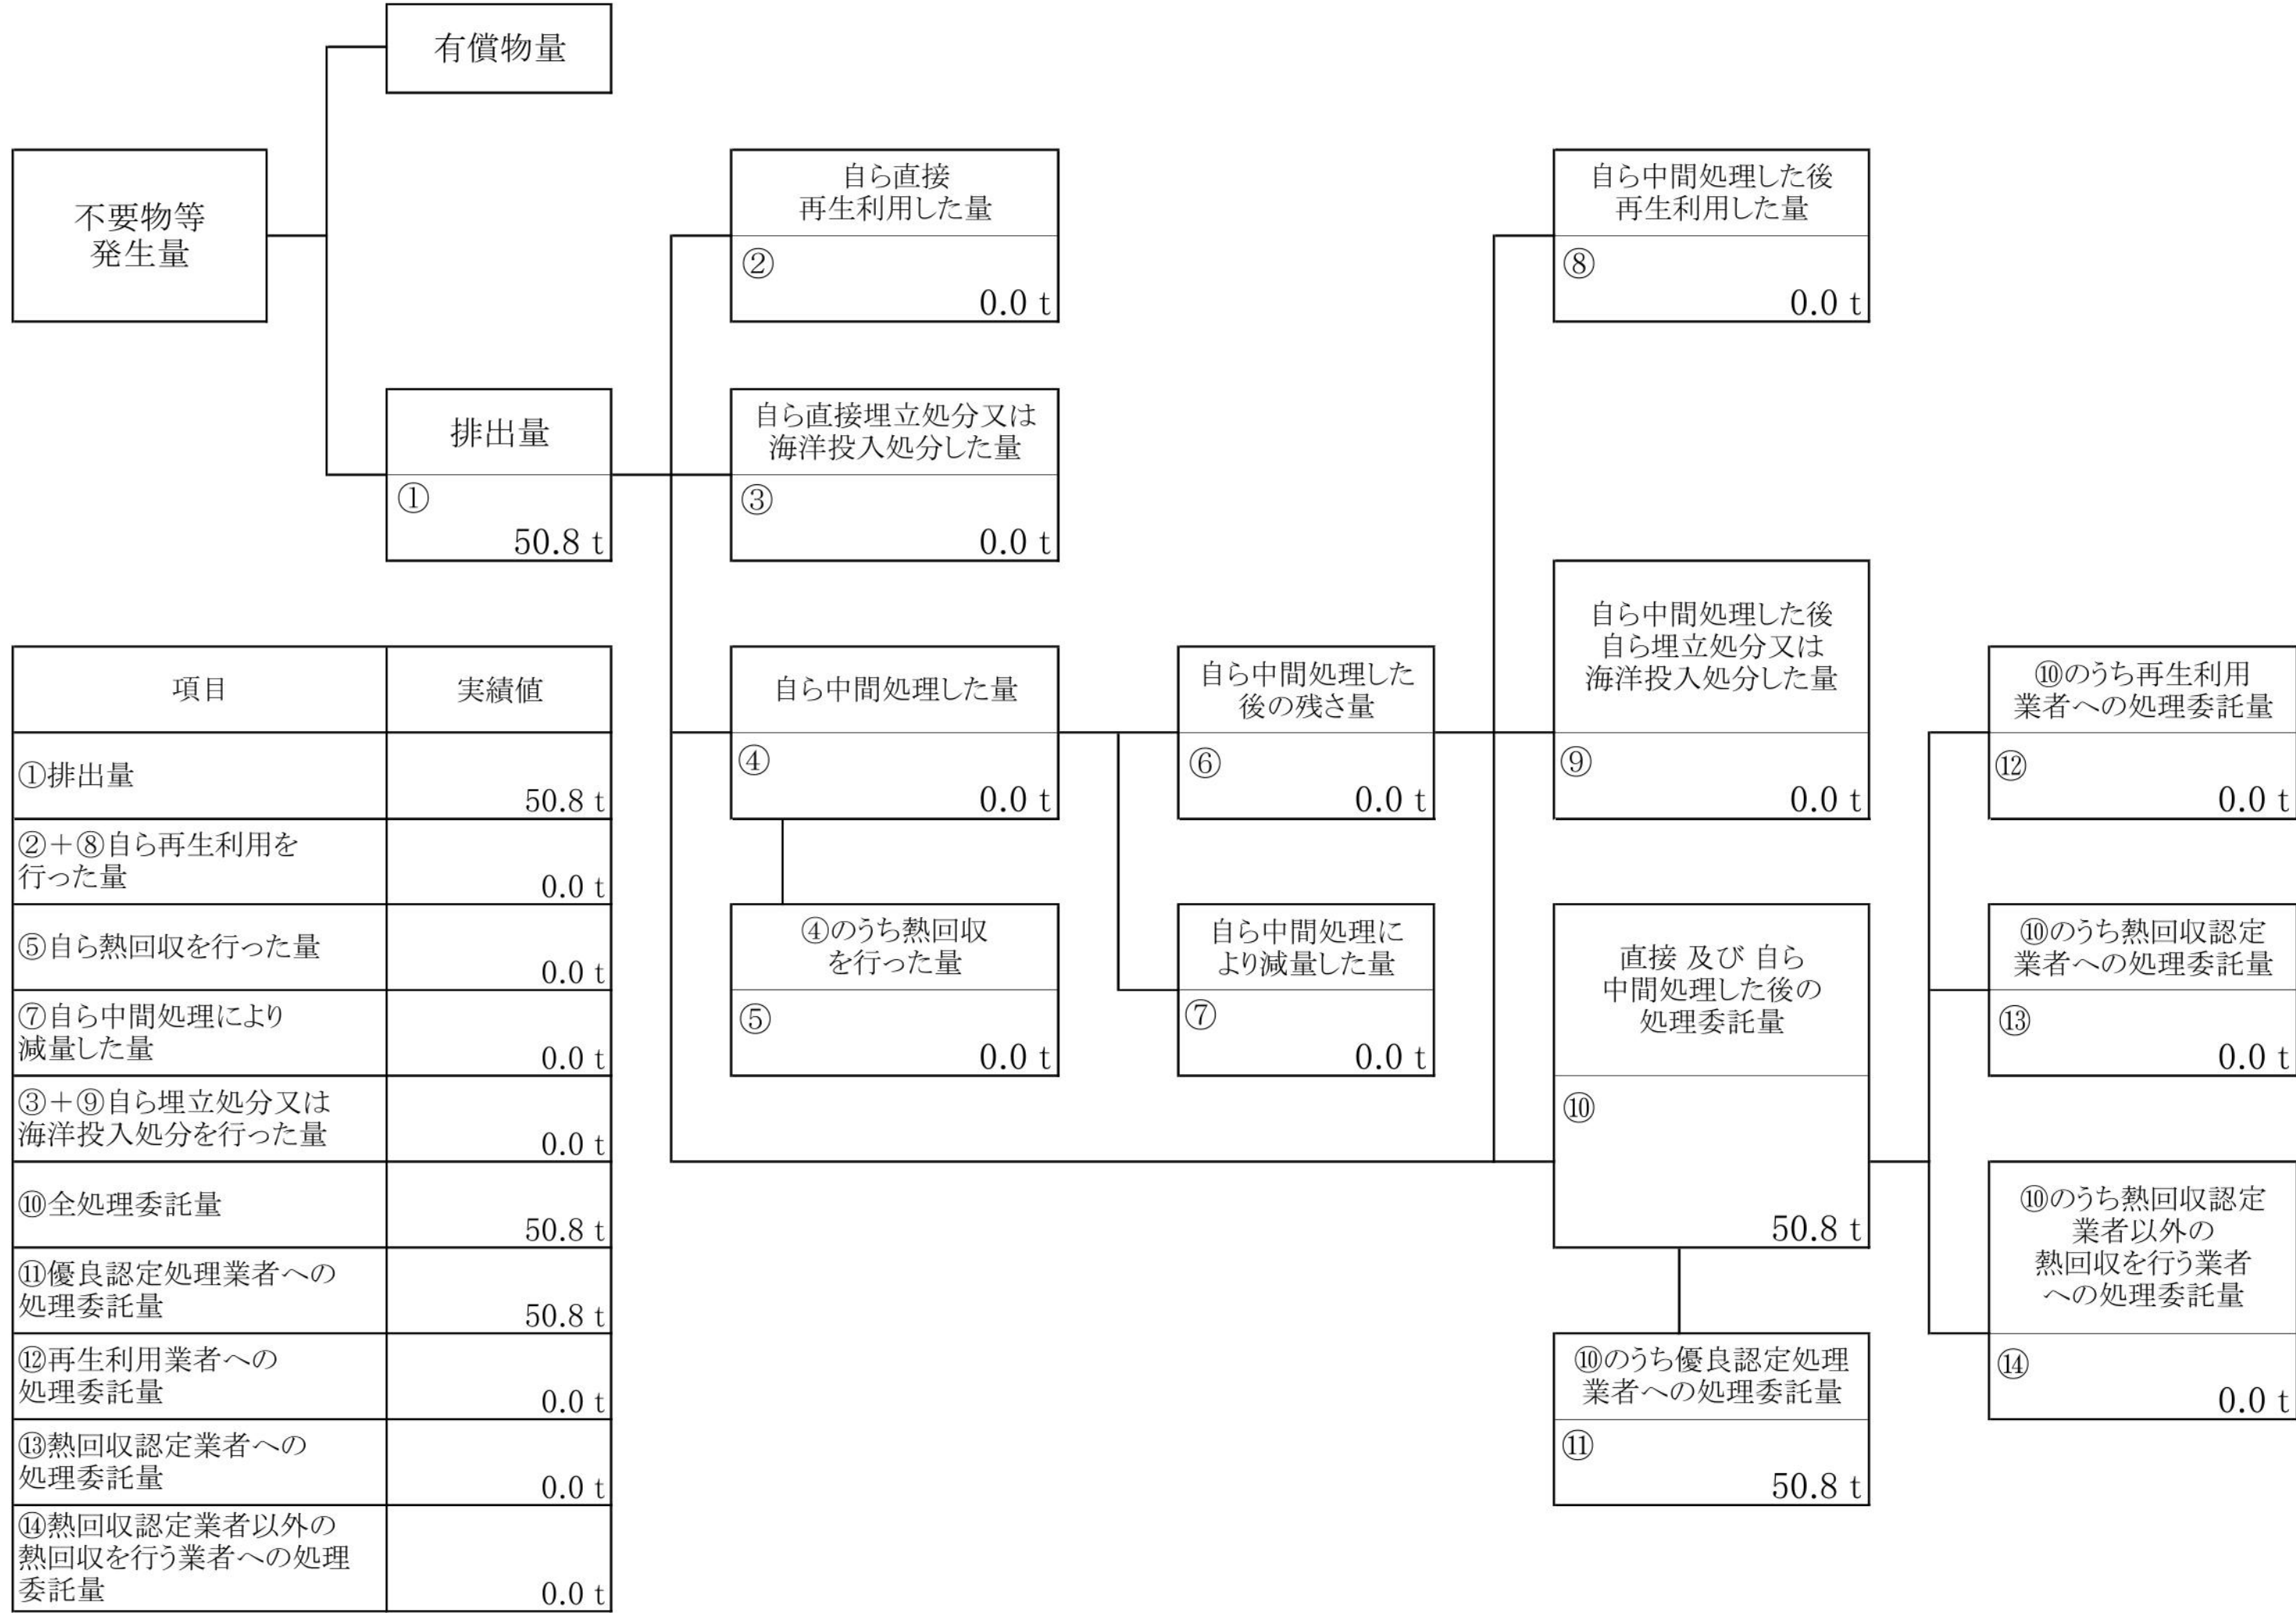 有償物量
不要物等
発生量
自ら直接
再生利用した量
②
0.0 t
自ら中間処理した後
再生利用した量
⑧
0.0 t
排出量
①
50.8 t
自ら直接埋立処分又は
海洋投入処分した量
③
0.0 t
自ら中間処理した量
④
0.0 t
自ら中間処理した
後の残さ量
⑥
0.0 t
自ら中間処理した後
自ら埋立処分又は
海洋投入処分した量
⑨
0.0 t
⑩のうち再生利用
業者への処理委託量
⑫
0.0 t
④のうち熱回収
を行った量
⑤
0.0 t
自ら中間処理に
より減量した量
⑦
0.0 t
直接 及び 自ら
中間処理した後の
処理委託量
⑩
50.8 t
⑩のうち熱回収認定
業者への処理委託量
⑬
0.0 t
⑩のうち熱回収認定
業者以外の
熱回収を行う業者
への処理委託量
⑭
0.0 t
⑩のうち優良認定処理
業者への処理委託量
⑪
50.8 t
項目
実績値
①排出量
50.8 t
②＋⑧自ら再生利用を
行った量
0.0 t
⑤自ら熱回収を行った量
0.0 t
⑦自ら中間処理により
減量した量
0.0 t
③＋⑨自ら埋立処分又は
海洋投入処分を行った量
0.0 t
⑩全処理委託量
50.8 t
⑪優良認定処理業者への
処理委託量
50.8 t
⑫再生利用業者への
処理委託量
0.0 t
⑬熱回収認定業者への
処理委託量
0.0 t
⑭熱回収認定業者以外の
熱回収を行う業者への処理
委託量
0.0 t